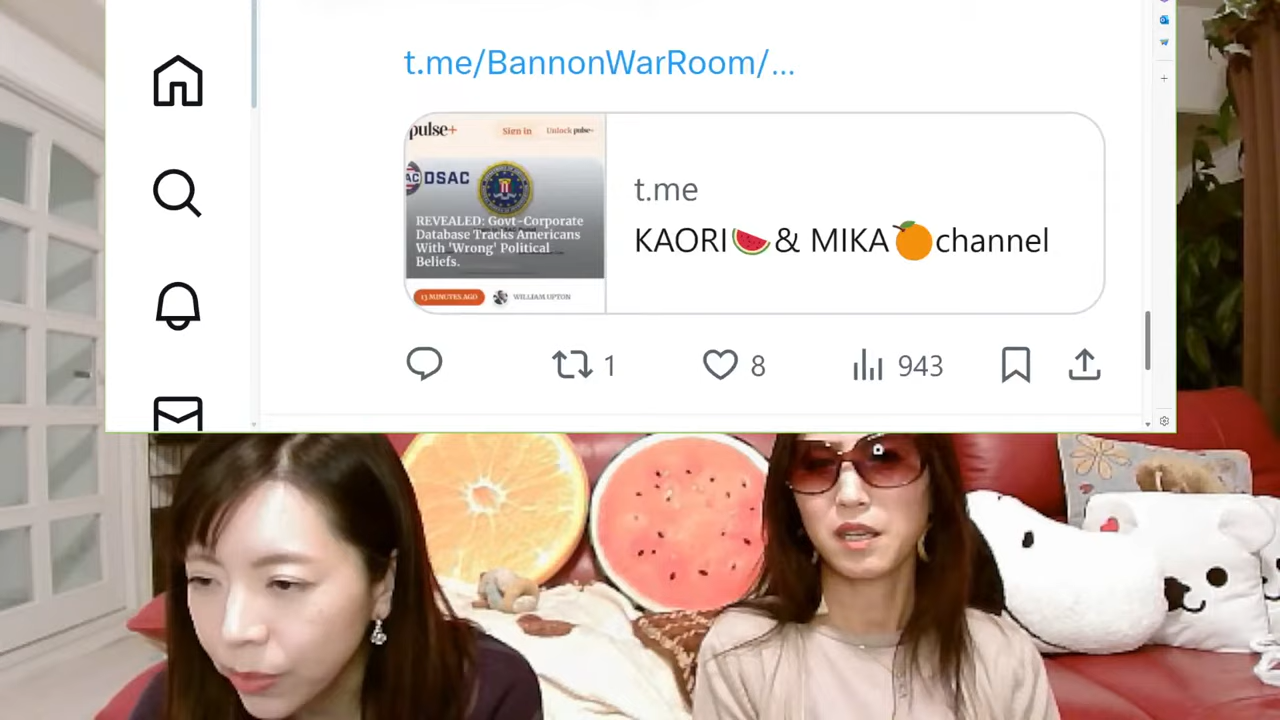 t.me/BannonWarRoom/...
pulse+
Sign in
Unlock pulse+
AC DSAC
REVEALED: Govt-Corporate
Database Tracks Americans
With 'Wrong' Political
Beliefs.
13 MINUTES AGO
WILLIAM UPTON
t.me
KAORI🍉& MIKA🍊channel
1
8
943